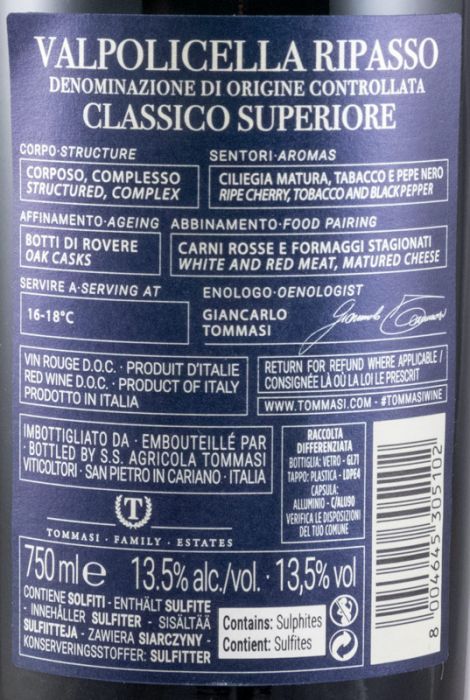 VALPOLICELLA RIPASSO
DENOMINAZIONE DI ORIGINE CONTROLLATA
CLASSICO SUPERIORE
CORPO·STRUCTURE
CORPOSO, COMPLESSO
STRUCTURED, COMPLEX
SENTORI·AROMAS
CILIEGIA MATURA, TABACCO E PEPE NERO
RIPE CHERRY, TOBACCO AND BLACK PEPPER
AFFINAMENTO·AGEING
BOTTI DI ROVERE
OAK CASKS
ABBINAMENTO·FOOD PAIRING
CARNI ROSSE E FORMAGGI STAGIONATI
WHITE AND RED MEAT, MATURED CHEESE
SERVIRE A·SERVING AT
16-18°C
ENOLOGO·OENOLOGIST
GIANCARLO
TOMMASI
VIN ROUGE D.O.C. · PRODUIT D'ITALIE
RED WINE D.O.C. · PRODUCT OF ITALY
PRODOTTO IN ITALIA
RETURN FOR REFUND WHERE APPLICABLE /
CONSIGNÉE LÀ OÙ LA LOI LE PRESCRIT
WWW.TOMMASI.COM · #TOMMASIWINE
IMBOTTIGLIATO DA · EMBOUTEILLÉ PAR
BOTTLED BY S.S. AGRICOLA TOMMASI
VITICOLTORI · SAN PIETRO IN CARIANO · ITALIA
RACCOLTA
DIFFERENZIATA
BOTTIGLIA: VETRO - GL71
TAPPO: PLASTICA - LDPE4
CAPSULA:
ALLUMINIO - C/ALU90
VERIFICA LE DISPOSIZIONI
DEL TUO COMUNE
T
TOMMASI · FAMILY · ESTATES
750 ml e 13.5% alc./vol. · 13,5% vol
CONTIENE SOLFITI - ENTHÄLT SULFITE
- INNEHÅLLER SULFITER - SISÄLTÄÄ
SULFIITTEJA - ZAWIERA SIARCZYNY -
KONSERVERINGSSTOFFER: SULFITTER
Contains: Sulphites
Contient: Sulfites
8 004645 305102